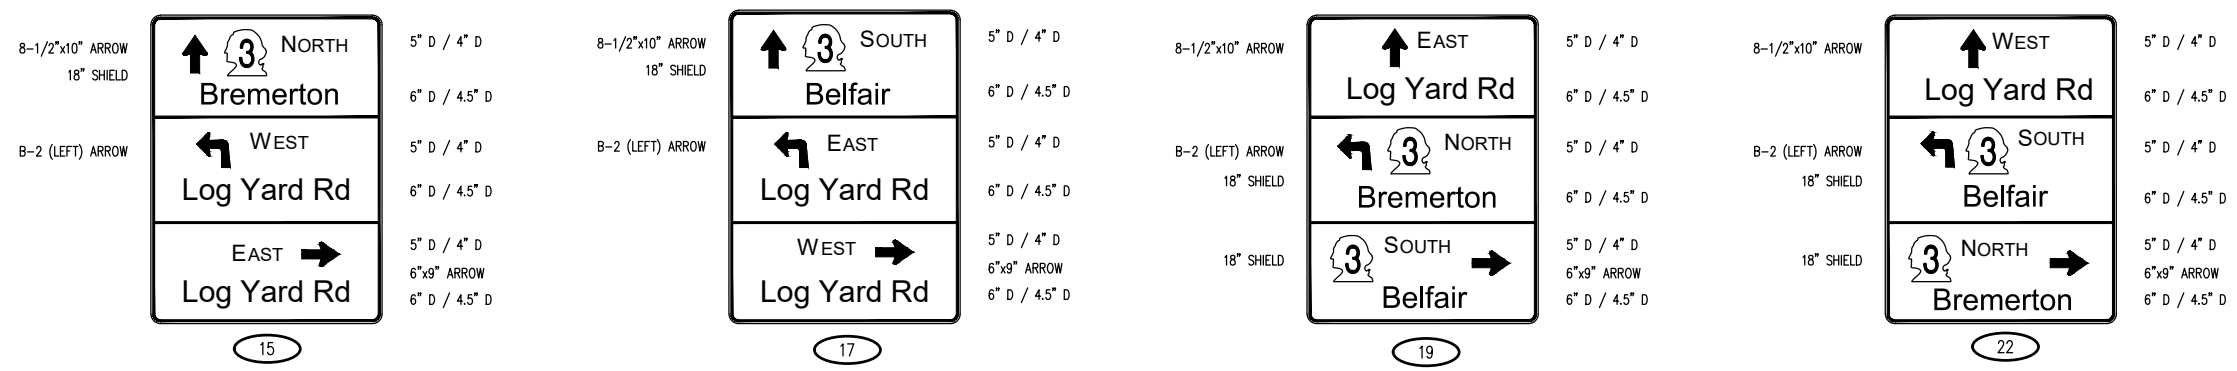 8-1/2"x10" ARROW
18" SHIELD
B-2 (LEFT) ARROW
3 NORTH
Bremerton
WEST
Log Yard Rd
EAST
Log Yard Rd
5" D / 4" D
6" D / 4.5" D
5" D / 4" D
6" D / 4.5" D
5" D / 4" D
6"x9" ARROW
6" D / 4.5" D
15
8-1/2"x10" ARROW
18" SHIELD
B-2 (LEFT) ARROW
3 SOUTH
Belfair
EAST
Log Yard Rd
WEST
Log Yard Rd
5" D / 4" D
6" D / 4.5" D
5" D / 4" D
6" D / 4.5" D
5" D / 4" D
6"x9" ARROW
6" D / 4.5" D
17
8-1/2"x10" ARROW
B-2 (LEFT) ARROW
18" SHIELD
18" SHIELD
EAST
Log Yard Rd
3 NORTH
Bremerton
3 SOUTH
Belfair
5" D / 4" D
6" D / 4.5" D
5" D / 4" D
6" D / 4.5" D
5" D / 4" D
6"x9" ARROW
6" D / 4.5" D
19
8-1/2"x10" ARROW
B-2 (LEFT) ARROW
18" SHIELD
18" SHIELD
WEST
Log Yard Rd
3 SOUTH
Belfair
3 NORTH
Bremerton
5" D / 4" D
6" D / 4.5" D
5" D / 4" D
6" D / 4.5" D
5" D / 4" D
6"x9" ARROW
6" D / 4.5" D
22